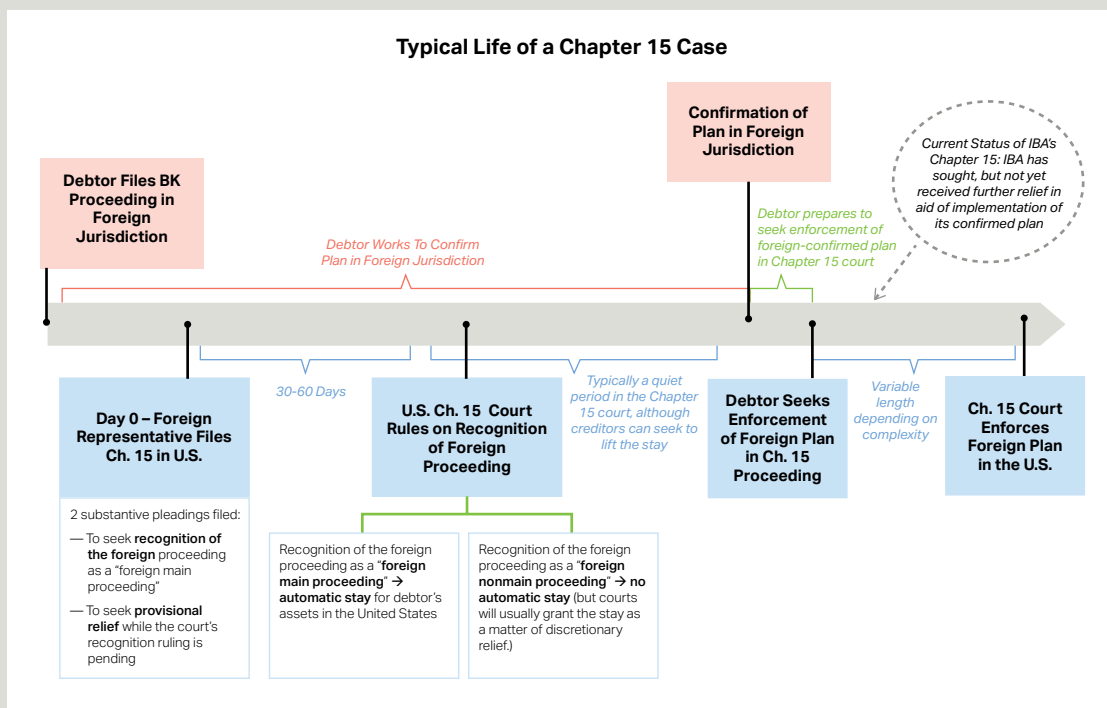 Typical Life of a Chapter 15 Case
Debtor Files BK
Proceeding in
Foreign
Jurisdiction
Confirmation of
Plan in Foreign
Jurisdiction
Current Status of IBA's
Chapter 15: IBA has
sought, but not yet
received further relief in
aid of implementation of
its confirmed plan
Debtor Works To Confirm
Plan in Foreign Jurisdiction
Debtor prepares to
seek enforcement of
foreign-confirmed plan
in Chapter 15 court
30-60 Days
Typically a quiet
period in the Chapter
15 court, although
creditors can seek to
lift the stay
Variable
length
depending on
complexity
Day 0 – Foreign
Representative Files
Ch. 15 in U.S.
U.S. Ch. 15 Court
Rules on Recognition
of Foreign
Proceeding
Debtor Seeks
Enforcement
of Foreign Plan
in Ch. 15
Proceeding
Ch. 15 Court
Enforces
Foreign Plan
in the U.S.
2 substantive pleadings filed:
— To seek recognition of
the foreign proceeding
as a "foreign main
proceeding"
— To seek provisional
relief while the court's
recognition ruling is
pending
Recognition of the foreign
proceeding as a "foreign
main proceeding" →
automatic stay for debtor's
assets in the United States
Recognition of the foreign
proceeding as a "foreign
nonmain proceeding" → no
automatic stay (but courts
will usually grant the stay as
a matter of discretionary
relief.)